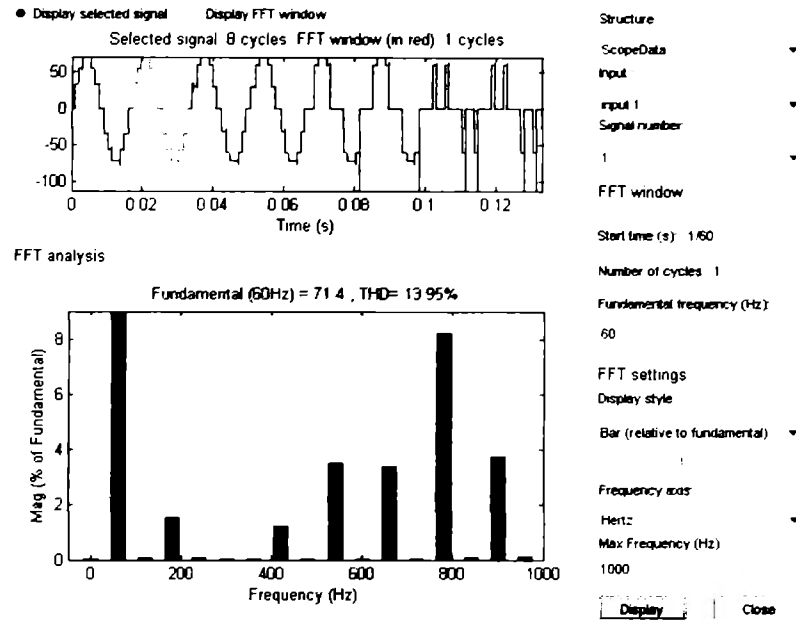 Display selected signal Display FFT window
Selected signal 8 cycles FFT window (in red) 1 cycles
50
0
-50
-100
0 0 02 0 04 0 06 0 08 0 1 0 12
Time (s)
FFT analysis
Fundamental (60Hz) = 71 4 , THD= 13 95%
Mag (% of Fundamental)
8
6
4
2
0
0 200 400 600 800 1000
Frequency (Hz)
Structure
ScopeData
Input
input 1
Signal number
1
FFT window
Start time (s) 1/60
Number of cycles 1
Fundamental frequency (Hz)
60
FFT settings
Display style
Bar (relative to fundamental)
Frequency axis
Hertz
Max Frequency (Hz)
1000
Display Close